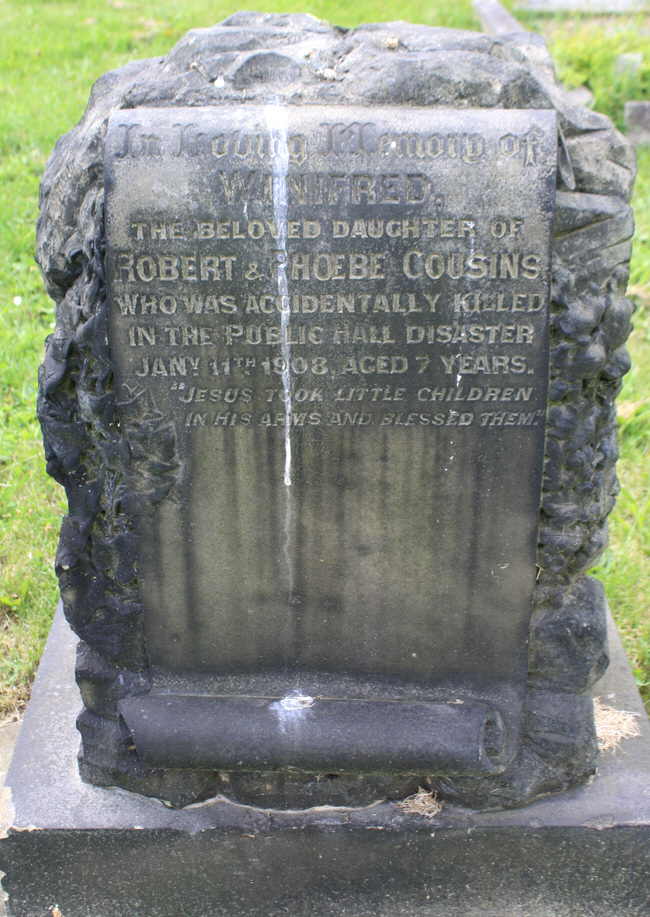 In Loving Memory of
WINIFRED,
THE BELOVED DAUGHTER OF
ROBERT & PHOEBE COUSINS
WHO WAS ACCIDENTALLY KILLED
IN THE PUBLIC HALL DISASTER
JANY 11TH 1908, AGED 7 YEARS.
"JESUS TOOK LITTLE CHILDREN
IN HIS ARMS AND BLESSED THEM."